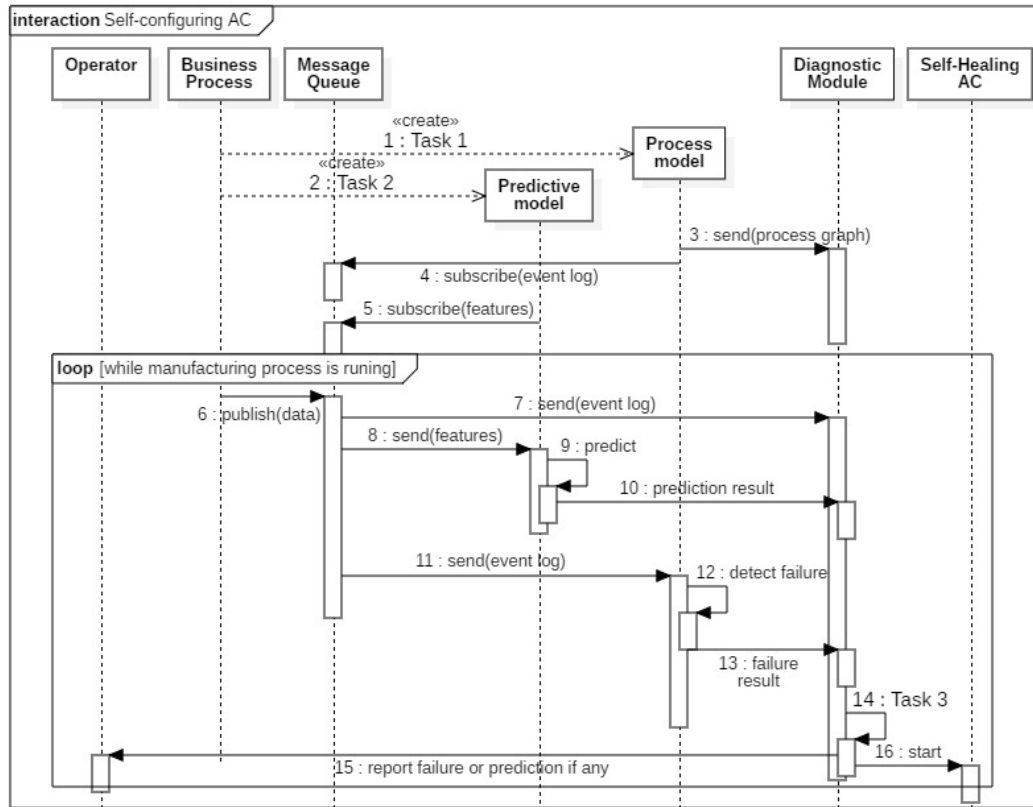 interaction Self-configuring AC
Operator
Business
Process
Message
Queue
Diagnostic
Module
Self-Healing
AC
«create»
1 : Task 1
Process
model
«create»
2 : Task 2
Predictive
model
3 : send(process graph)
4 : subscribe(event log)
5 : subscribe(features)
loop [while manufacturing process is runing]
6 : publish(data)
7 : send(event log)
8 : send(features)
9 : predict
10 : prediction result
11 : send(event log)
12 : detect failure
13 : failure
result
14 : Task 3
15 : report failure or prediction if any
16 : start